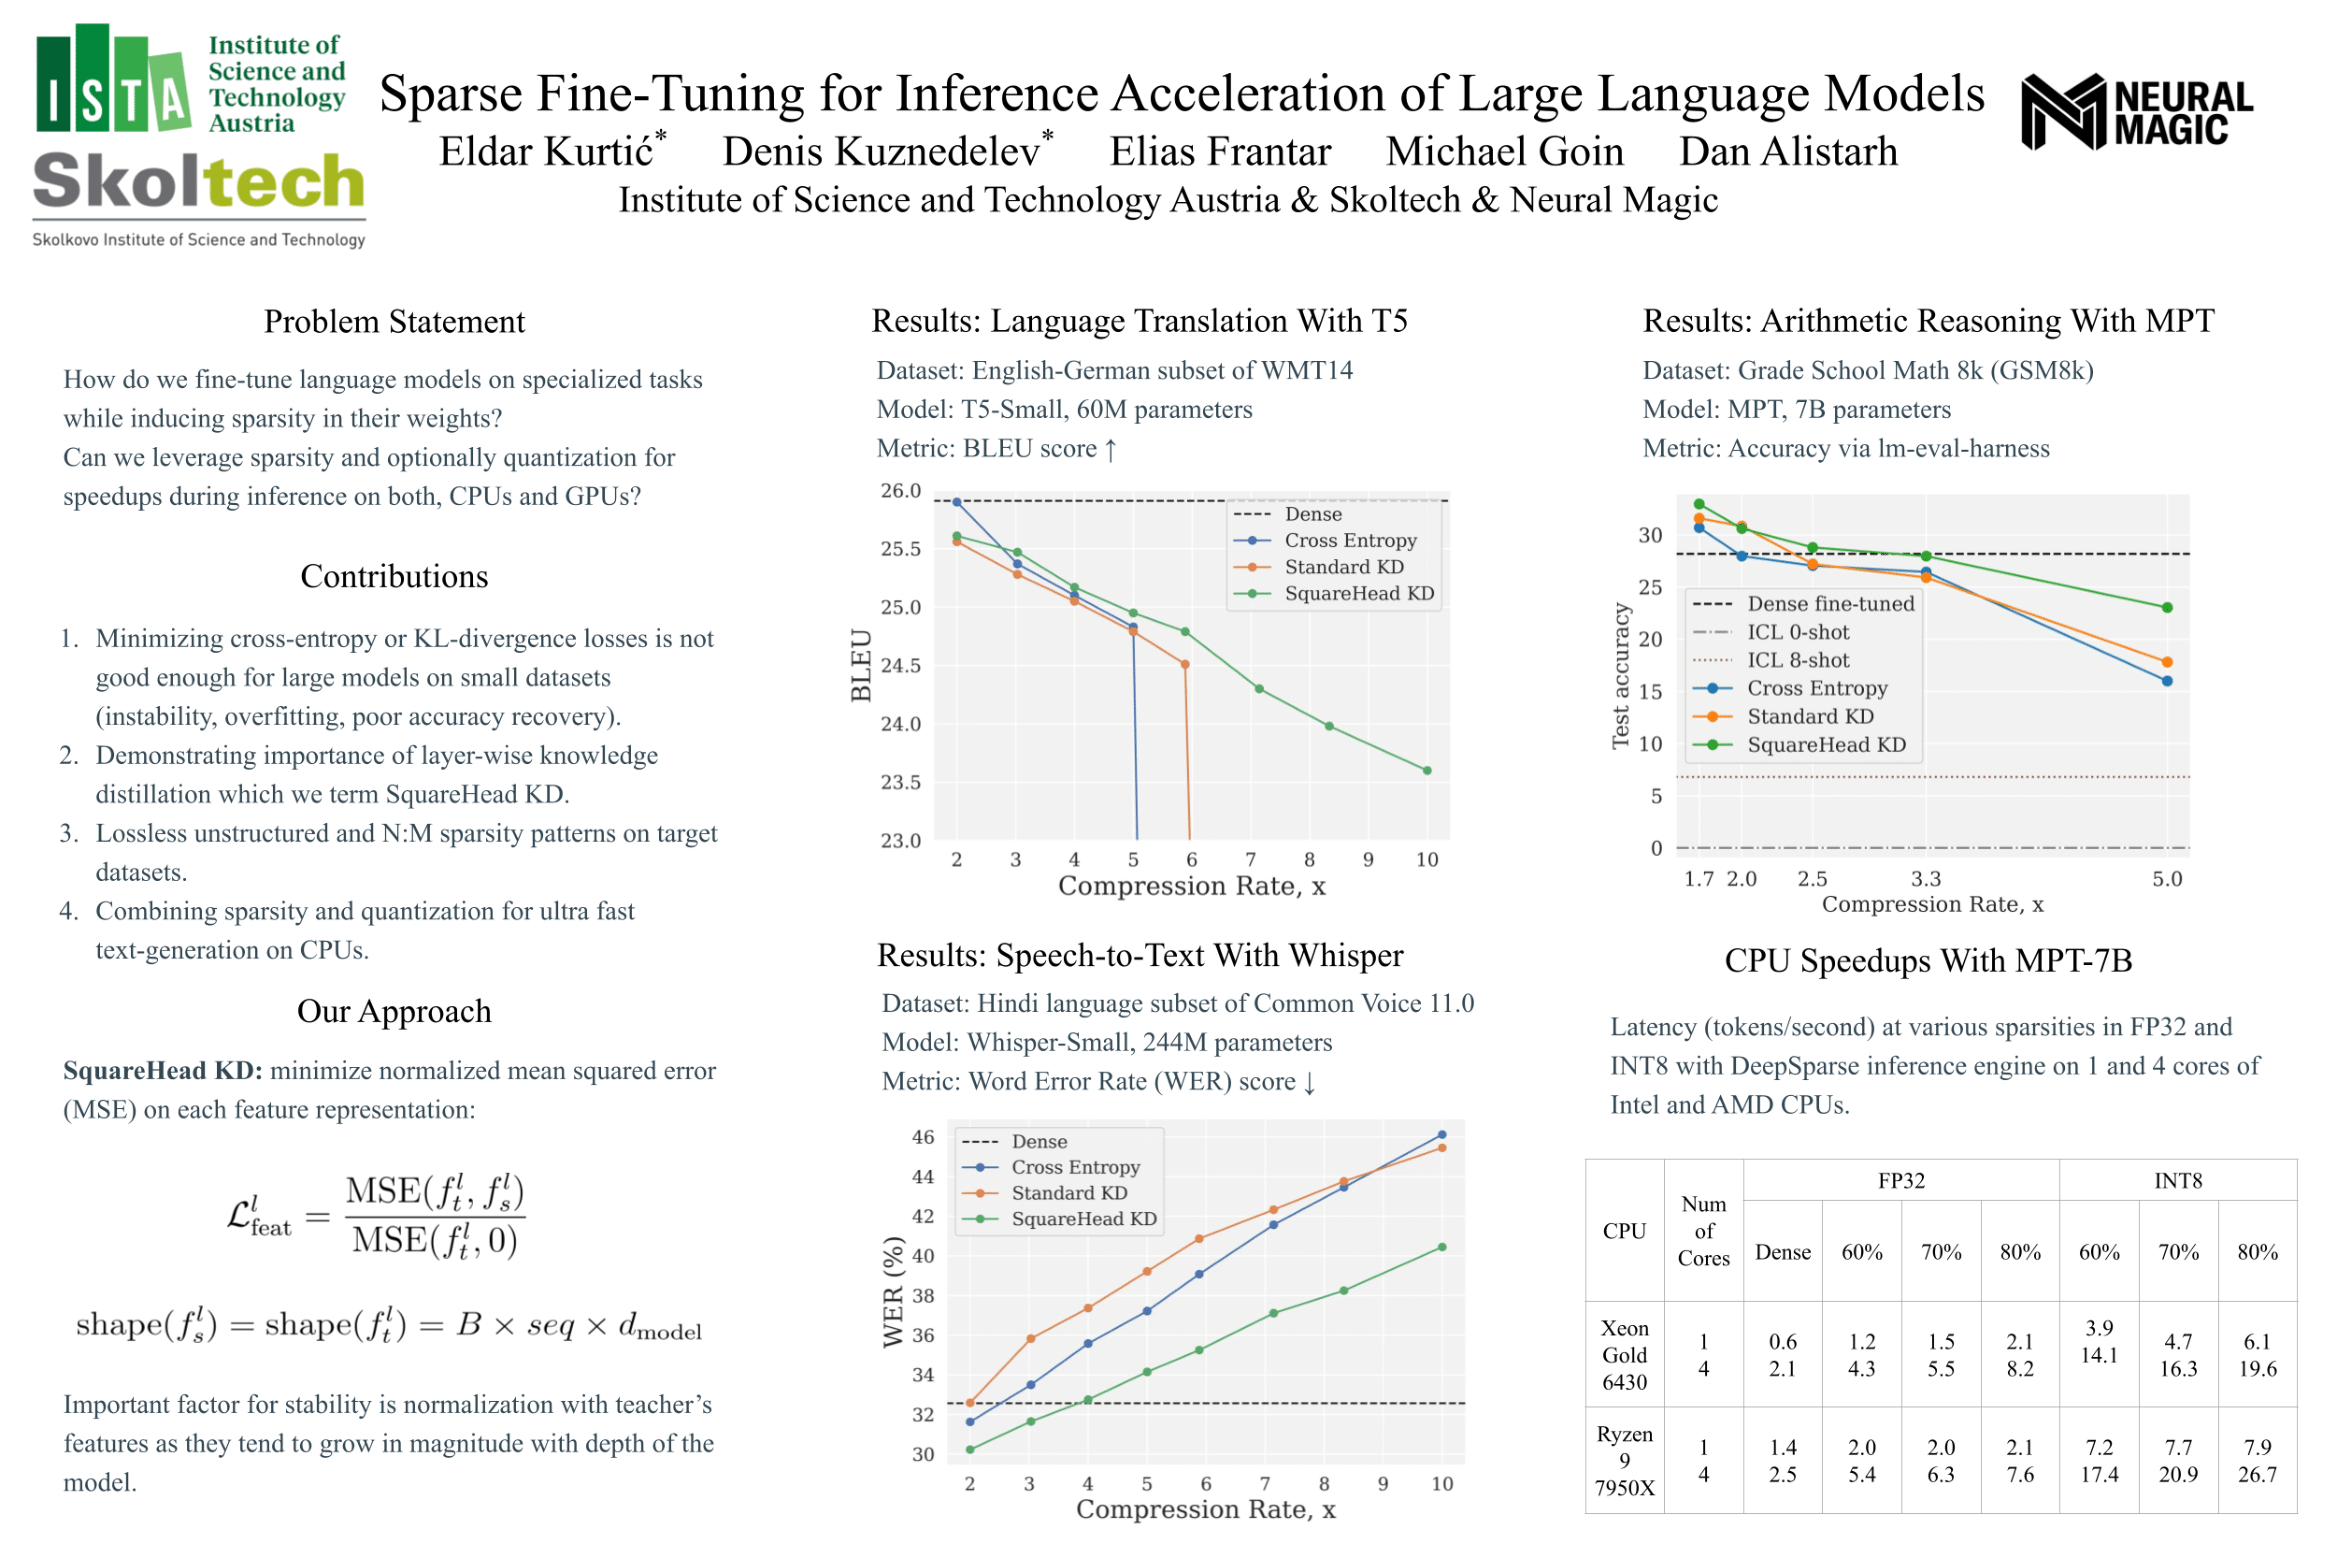 ISTA
Institute of
Science and
Technology
Austria
Skoltech
Skolkovo Institute of Science and Technology
Sparse Fine-Tuning for Inference Acceleration of Large Language Models
Eldar Kurtić* Denis Kuznedelev* Elias Frantar Michael Goin Dan Alistarh
Institute of Science and Technology Austria & Skoltech & Neural Magic
NEURAL
MAGIC
Problem Statement
How do we fine-tune language models on specialized tasks
while inducing sparsity in their weights?
Can we leverage sparsity and optionally quantization for
speedups during inference on both, CPUs and GPUs?
Contributions
1. Minimizing cross-entropy or KL-divergence losses is not
good enough for large models on small datasets
(instability, overfitting, poor accuracy recovery).
2. Demonstrating importance of layer-wise knowledge
distillation which we term SquareHead KD.
3. Lossless unstructured and N:M sparsity patterns on target
datasets.
4. Combining sparsity and quantization for ultra fast
text-generation on CPUs.
Our Approach
SquareHead KD: minimize normalized mean squared error
(MSE) on each feature representation:
$\mathcal{L}^l_{\text{feat}} = \frac{\text{MSE}(f^l_t, f^l_s)}{\text{MSE}(f^l_t, 0)}$
$\text{shape}(f^l_s) = \text{shape}(f^l_t) = B \times seq \times d_{\text{model}}$
Important factor for stability is normalization with teacher's
features as they tend to grow in magnitude with depth of the
model.
Results: Language Translation With T5
Dataset: English-German subset of WMT14
Model: T5-Small, 60M parameters
Metric: BLEU score ↑
26.0
25.5
25.0
24.5
24.0
23.5
23.0
BLEU
Dense
Cross Entropy
Standard KD
SquareHead KD
2 3 4 5 6 7 8 9 10
Compression Rate, x
Results: Speech-to-Text With Whisper
Dataset: Hindi language subset of Common Voice 11.0
Model: Whisper-Small, 244M parameters
Metric: Word Error Rate (WER) score ↓
46
44
42
40
38
36
34
32
30
WER (%)
Dense
Cross Entropy
Standard KD
SquareHead KD
2 3 4 5 6 7 8 9 10
Compression Rate, x
Results: Arithmetic Reasoning With MPT
Dataset: Grade School Math 8k (GSM8k)
Model: MPT, 7B parameters
Metric: Accuracy via lm-eval-harness
30
25
20
15
10
5
0
Test accuracy
Dense fine-tuned
ICL 0-shot
ICL 8-shot
Cross Entropy
Standard KD
SquareHead KD
1.7 2.0 2.5 3.3 5.0
Compression Rate, x
CPU Speedups With MPT-7B
Latency (tokens/second) at various sparsities in FP32 and
INT8 with DeepSparse inference engine on 1 and 4 cores of
Intel and AMD CPUs.
CPU
Num
of
Cores
FP32 INT8
Dense 60% 70% 80% 60% 70% 80%
Xeon
Gold
6430
1 0.6 1.2 1.5 2.1 3.9 4.7 6.1
4 2.1 4.3 5.5 8.2 14.1 16.3 19.6
Ryzen
9
7950X
1 1.4 2.0 2.0 2.1 7.2 7.7 7.9
4 2.5 5.4 6.3 7.6 17.4 20.9 26.7